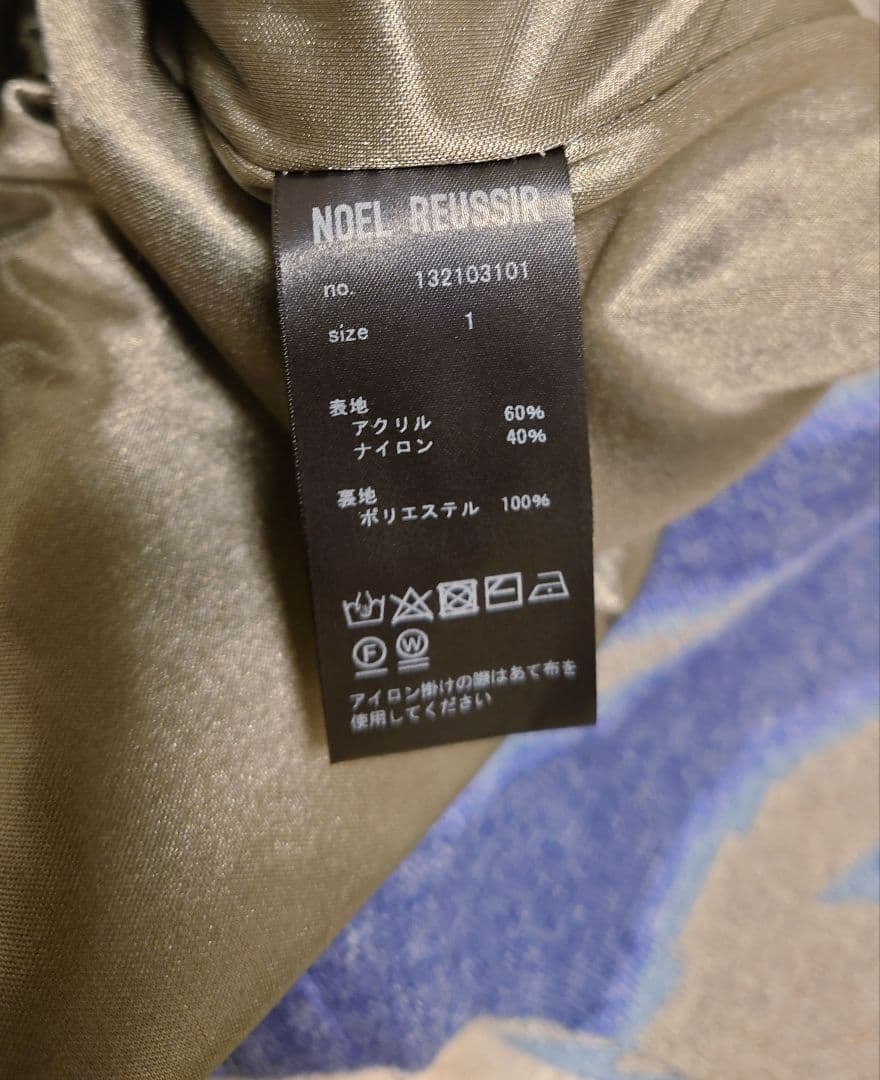 NOEL REUSSIR
no. 132103101
size 1
表地
アクリル 60%
ナイロン 40%
裏地
ポリエステル 100%
F W
アイロン掛けの際はあて布を
使用してください